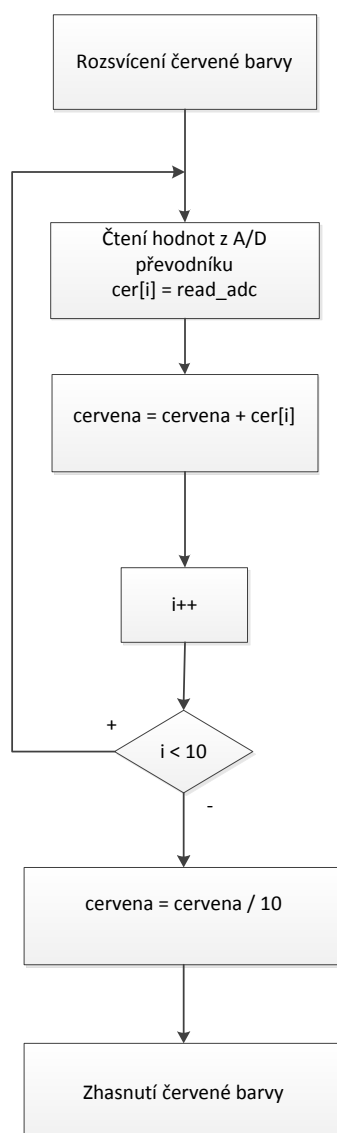 Rozsvícení červené barvy
Čtení hodnot z A/D
převodníku
cer[i] = read_adc
cervena = cervena + cer[i]
i++
+
i < 10
-
cervena = cervena / 10
Zhasnutí červené barvy